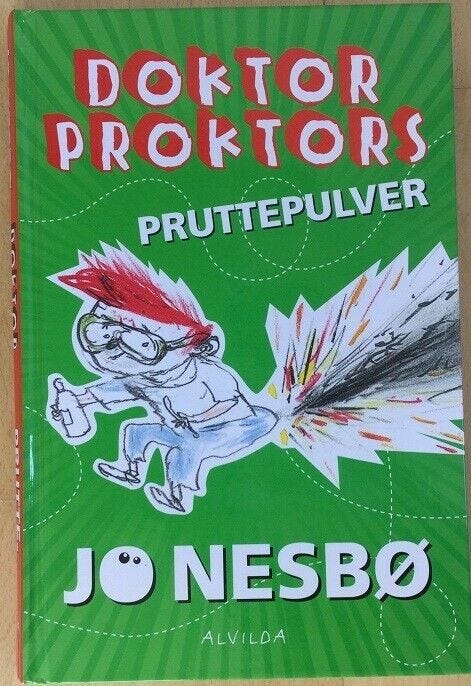 DOKTOR
PROKTORS
PRUTTEPULVER
JO NESBØ
ALVILDA